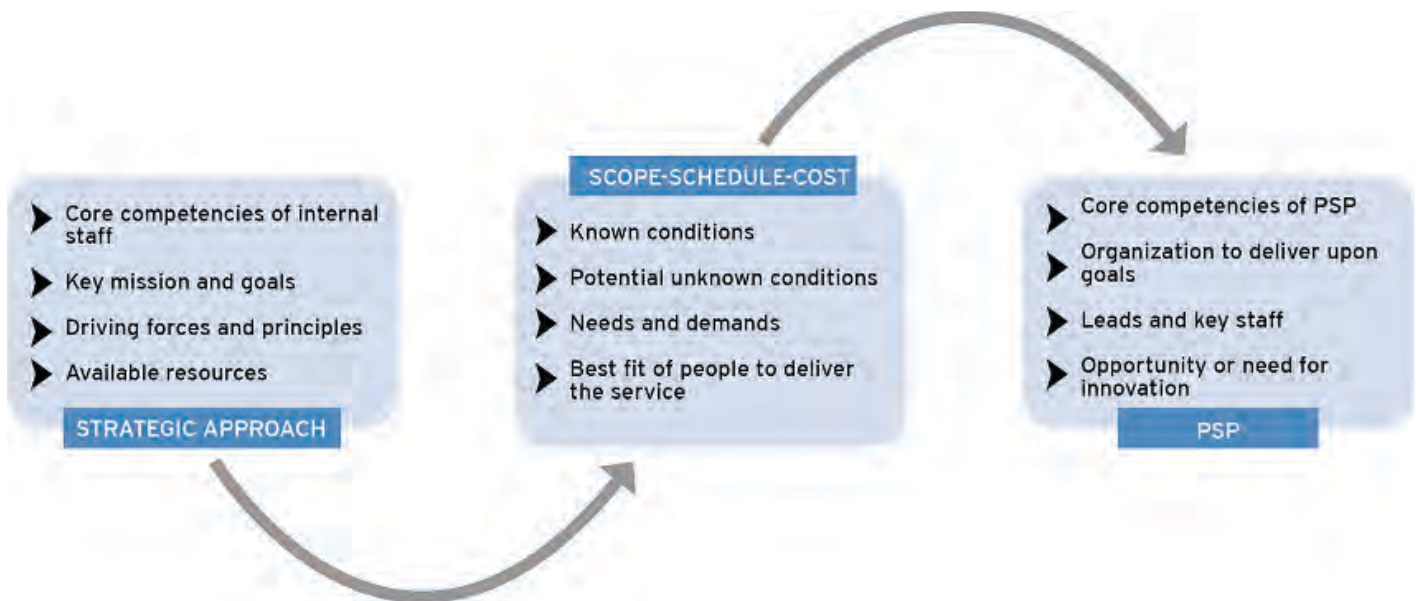 Core competencies of internal
staff
Key mission and goals
Driving forces and principles
Available resources
STRATEGIC APPROACH
SCOPE-SCHEDULE-COST
Known conditions
Potential unknown conditions
Needs and demands
Best fit of people to deliver
the service
Core competencies of PSP
Organization to deliver upon
goals
Leads and key staff
Opportunity or need for
innovation
PSP